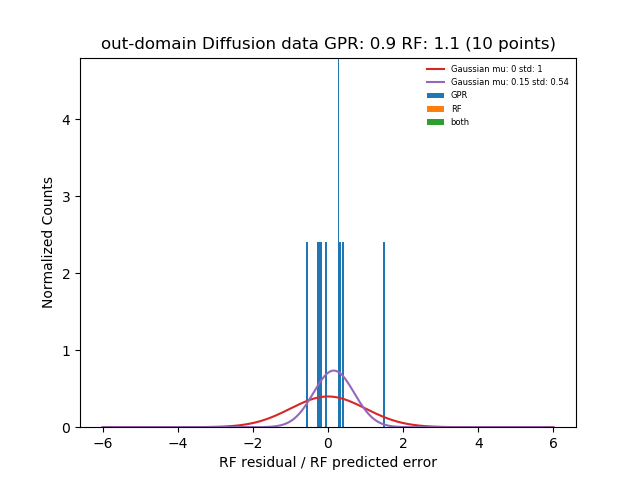 out-domain Diffusion data GPR: 0.9 RF: 1.1 (10 points)
Gaussian mu: 0 std: 1
Gaussian mu: 0.15 std: 0.54
GPR
RF
both
Normalized Counts
4
3
2
1
0
−6 −4 −2 0 2 4 6
RF residual / RF predicted error